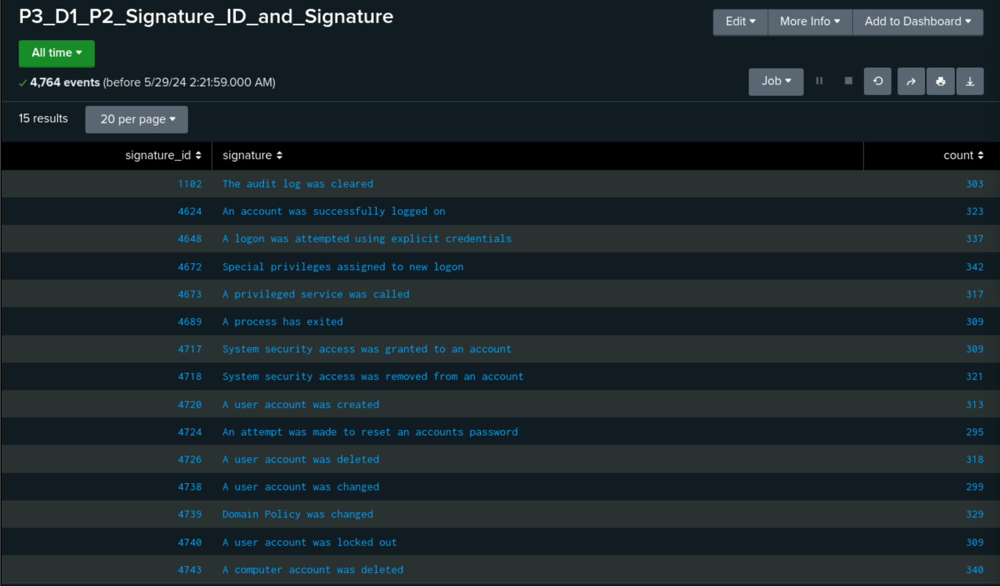 P3_D1_P2_Signature_ID_and_Signature
Edit More Info Add to Dashboard
All time
4,764 events (before 5/29/24 2:21:59.000 AM)
Job
15 results 20 per page
signature_id signature count
1102 The audit log was cleared 303
4624 An account was successfully logged on 323
4648 A logon was attempted using explicit credentials 337
4672 Special privileges assigned to new logon 342
4673 A privileged service was called 317
4689 A process has exited 309
4717 System security access was granted to an account 309
4718 System security access was removed from an account 321
4720 A user account was created 313
4724 An attempt was made to reset an accounts password 295
4726 A user account was deleted 318
4738 A user account was changed 299
4739 Domain Policy was changed 329
4740 A user account was locked out 309
4743 A computer account was deleted 340